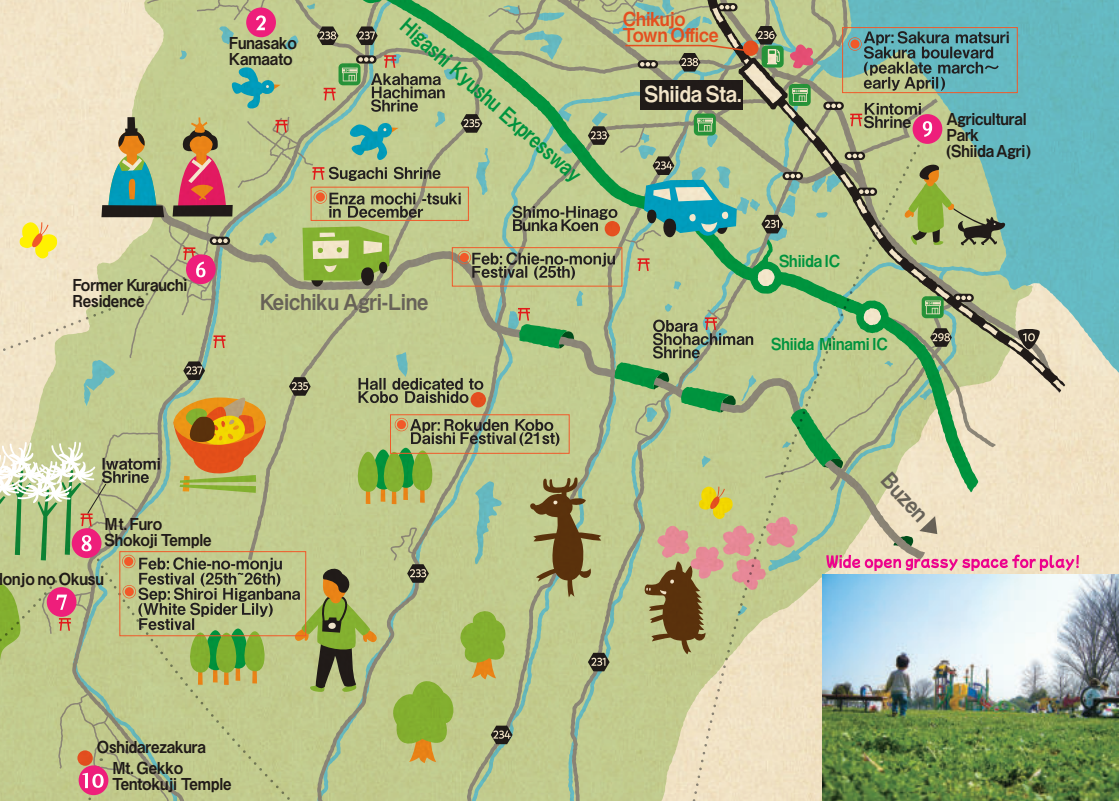 2
Funasako
Kamaato
238
237
Akahama
Hachiman
Shrine
Higashi Kyushu Expressway
Chikujo
Town Office
236
238
Shiida Sta.
Apr: Sakura matsuri
Sakura boulevard
(peaklate march~
early April)
Kintomi
Shrine
9
Agricultural
Park
(Shiida Agri)
235
233
234
Sugachi Shrine
Enza mochi -tsuki
in December
Shimo-Hinago
Bunka Koen
231
Feb: Chie-no-monju
Festival (25th)
Shiida IC
6
Former Kurauchi
Residence
Keichiku Agri-Line
Obara
Shohachiman
Shrine
Shiida Minami IC
298
10
237
235
Hall dedicated to
Kobo Daishido
Apr: Rokuden Kobo
Daishi Festival (21st)
Iwatomi
Shrine
8
Mt. Furo
Shokoji Temple
Buzen
Feb: Chie-no-monju
Festival (25th~26th)
Sep: Shiroi Higanbana
(White Spider Lily)
Festival
no Okusu
7
233
Wide open grassy space for play!
231
234
Oshidarezakura
10
Mt. Gekko
Tentokuji Temple